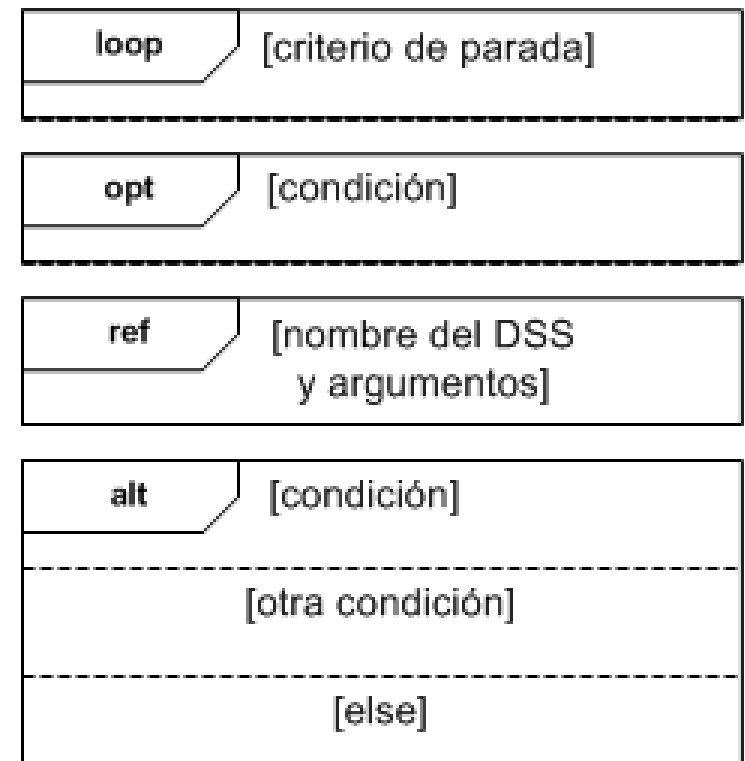 loop [criterio de parada]
opt [condición]
ref [nombre del DSS
y argumentos]
alt [condición]
[otra condición]
[else]